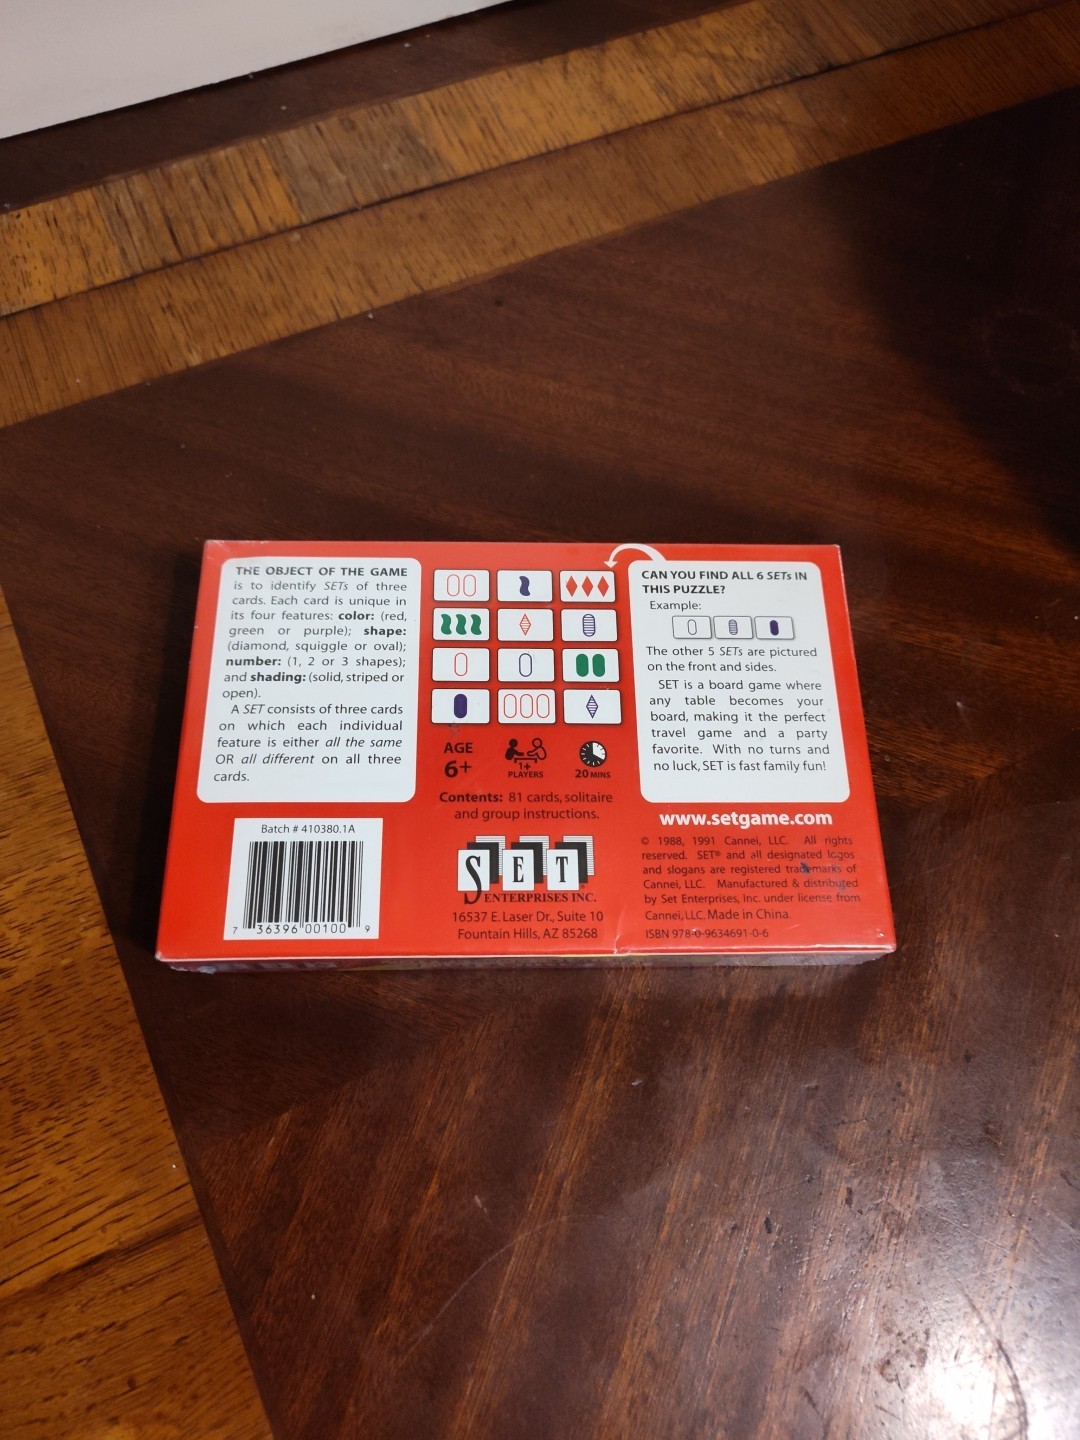 THE OBJECT OF THE GAME
is to identify SETs of three
cards. Each card is unique in
its four features: color: (red,
green or purple); shape:
(diamond, squiggle or oval);
number: (1, 2 or 3 shapes);
and shading: (solid, striped or
open).
A SET consists of three cards
on which each individual
feature is either all the same
OR all different on all three
cards.
Batch # 410380.1A
7 36396 00100 9
AGE
6+
1+
PLAYERS
20 MINS
Contents: 81 cards, solitaire
and group instructions.
SET
ENTERPRISES INC.
16537 E. Laser Dr., Suite 10
Fountain Hills, AZ 85268
CAN YOU FIND ALL 6 SETs IN
THIS PUZZLE?
Example:
The other 5 SETs are pictured
on the front and sides.
SET is a board game where
any table becomes your
board, making it the perfect
travel game and a party
favorite. With no turns and
no luck, SET is fast family fun!
www.setgame.com
© 1988, 1991 Cannei, LLC. All rights
reserved. SET® and all designated logos
and slogans are registered trademarks of
Cannei, LLC. Manufactured & distributed
by Set Enterprises, Inc. under license from
Cannei, LLC. Made in China.
ISBN 978-0-9634691-0-6